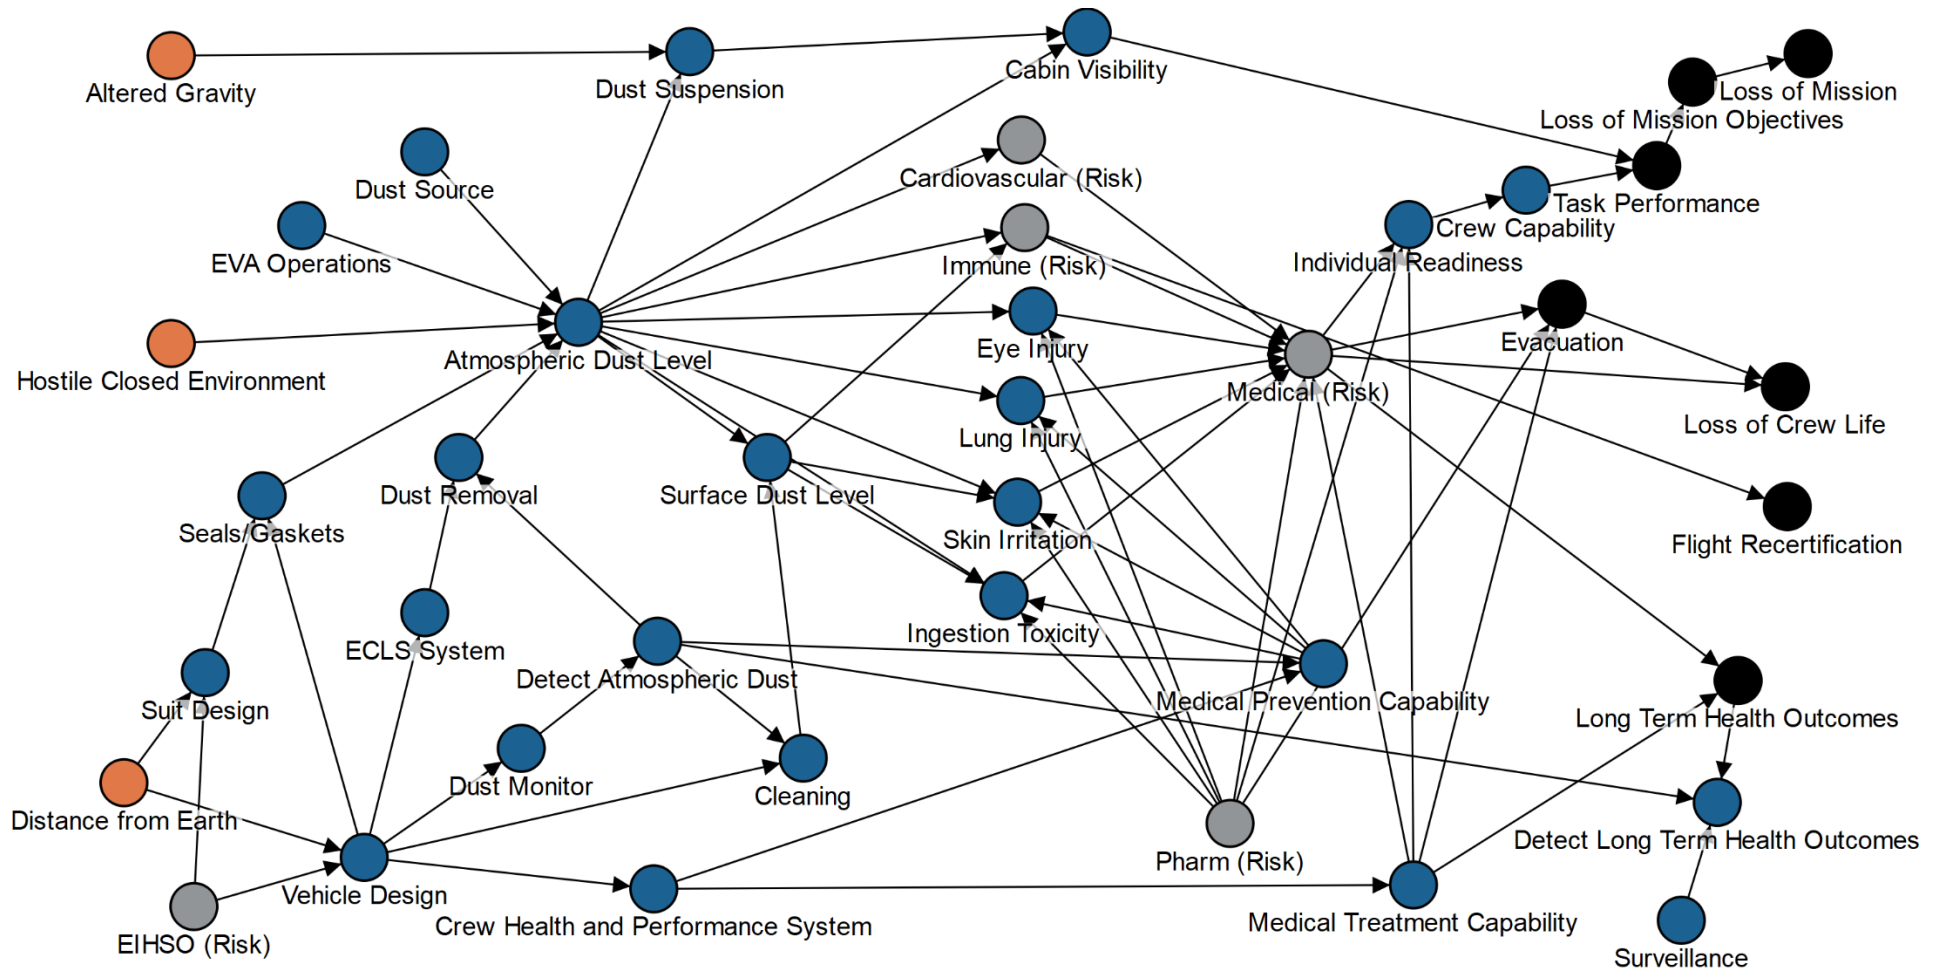 Altered Gravity
Dust Suspension
Cabin Visibility
Loss of Mission
Loss of Mission Objectives
Dust Source
Cardiovascular (Risk)
Task Performance
Crew Capability
EVA Operations
Immune (Risk)
Individual Readiness
Evacuation
Eye Injury
Atmospheric Dust Level
Hostile Closed Environment
Medical (Risk)
Loss of Crew Life
Lung Injury
Dust Removal
Surface Dust Level
Seals/Gaskets
Skin Irritation
Flight Recertification
Ingestion Toxicity
ECLS System
Detect Atmospheric Dust
Medical Prevention Capability
Suit Design
Long Term Health Outcomes
Dust Monitor
Cleaning
Distance from Earth
Detect Long Term Health Outcomes
Pharm (Risk)
Vehicle Design
Crew Health and Performance System
Medical Treatment Capability
EIHSO (Risk)
Surveillance